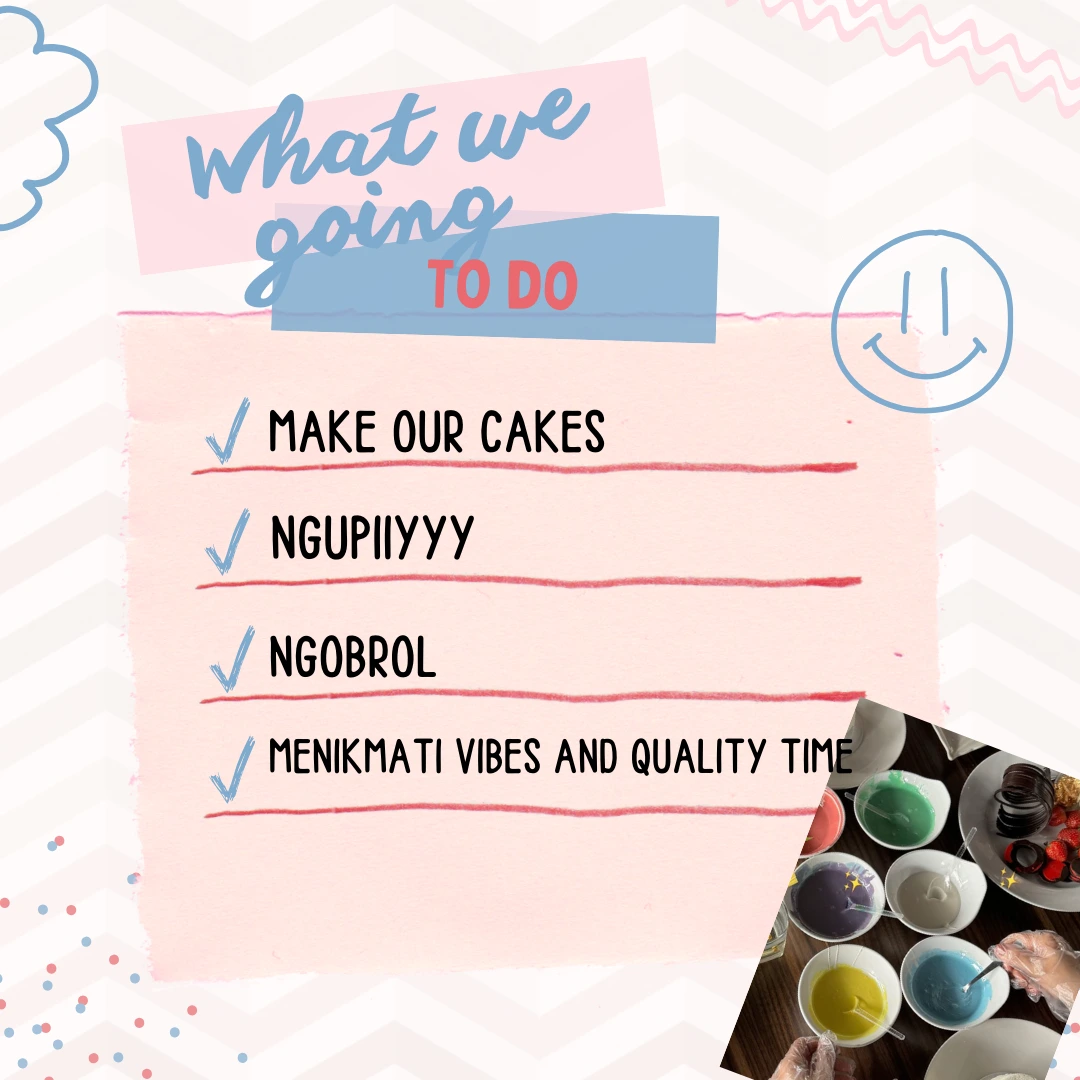 What we
going
TO DO
MAKE OUR CAKES
NGUPIIYYY
NGOBROL
MENIKMATI VIBES AND QUALITY TIME